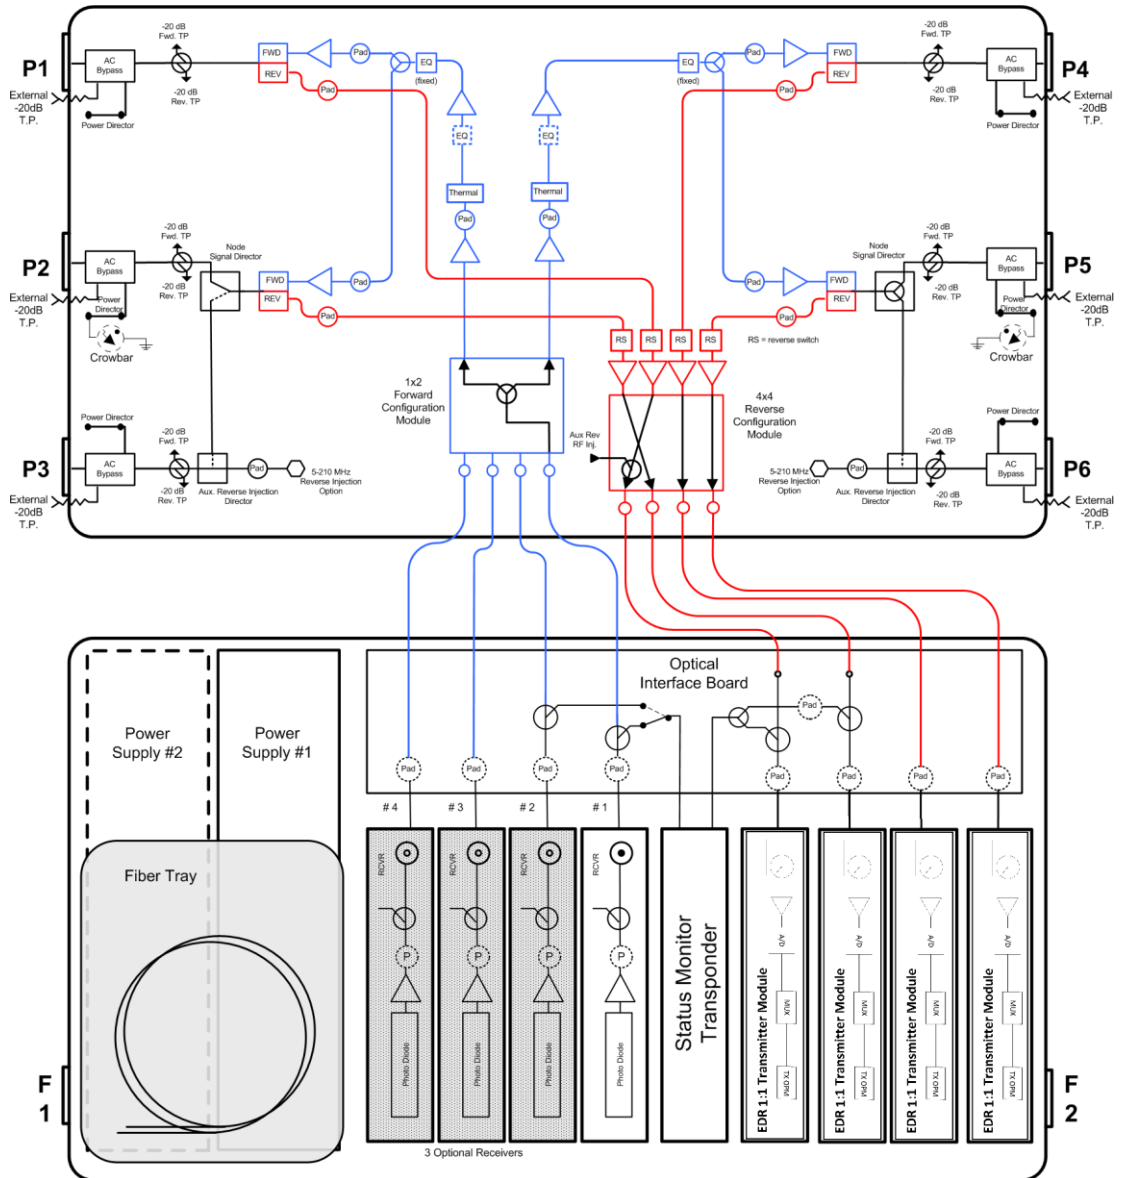 -20 dB
Fwd. TP
P1
AC
Bypass
-20 dB
Rev. TP
External
-20dB
T.P.
Power Director
FWD
REV
Pad
Pad
EQ
(fixed)
EQ
Thermal
Pad
EQ
(fixed)
EQ
Thermal
Pad
Pad
Pad
FWD
REV
-20 dB
Fwd. TP
-20 dB
Rev. TP
AC
Bypass
P4
External
-20dB
T.P.
Power Director
-20 dB
Fwd. TP
P2
AC
Bypass
-20 dB
Rev. TP
Node
Signal Director
External
-20dB
T.P.
Power
Director
Crowbar
FWD
REV
Pad
Pad
Pad
Pad
FWD
REV
Node
Signal Director
-20 dB
Fwd. TP
-20 dB
Rev. TP
AC
Bypass
P5
External
-20dB
T.P.
Power
Director
Crowbar
RS
RS
RS
RS
RS = reverse switch
1x2
Forward
Configuration
Module
4x4
Reverse
Configuration
Module
Aux Rev
RF Inj.
Power Director
P3
AC
Bypass
-20 dB
Fwd. TP
-20 dB
Rev. TP
External
-20dB
T.P.
Pad
5-210 MHz
Reverse Injection
Option
Aux. Reverse Injection
Director
5-210 MHz
Reverse Injection
Option
Pad
Aux. Reverse Injection
Director
-20 dB
Fwd. TP
-20 dB
Rev. TP
Power Director
AC
Bypass
P6
External
-20dB
T.P.
Optical
Interface Board
Power
Supply #2
Power
Supply #1
Fiber Tray
Pad
Pad
Pad
Pad
Pad
Pad
Pad
Pad
Pad
# 4
# 3
# 2
# 1
RCVR
P
Photo Diode
RCVR
P
Photo Diode
RCVR
P
Photo Diode
RCVR
P
Photo Diode
3 Optional Receivers
Status Monitor
Transponder
EDR 1:1 Transmitter Module
A/D
MUX
TX OPM
EDR 1:1 Transmitter Module
A/D
MUX
TX OPM
EDR 1:1 Transmitter Module
A/D
MUX
TX OPM
EDR 1:1 Transmitter Module
A/D
MUX
TX OPM
F
1
F
2